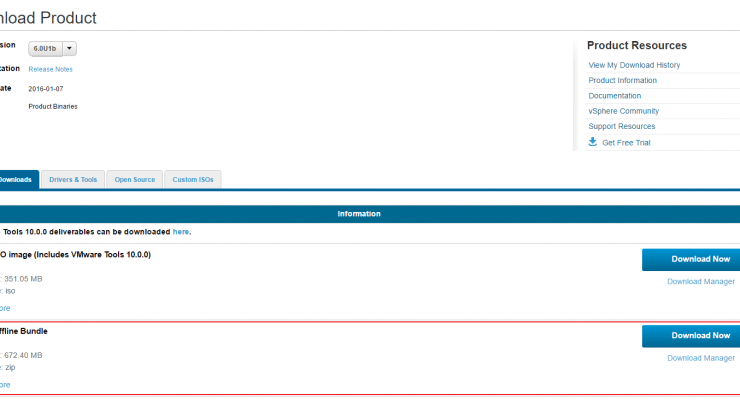 nload Product
sion
6.0U1b
tation
Release Notes
ate
2016-01-07
Product Binaries
Product Resources
View My Download History
Product Information
Documentation
vSphere Community
Support Resources
Get Free Trial
Downloads
Drivers & Tools
Open Source
Custom ISOs
Information
Tools 10.0.0 deliverables can be downloaded here.
O image (Includes VMware Tools 10.0.0)
Download Now
: 351.05 MB
Download Manager
: iso
ore
ffline Bundle
Download Now
: 672.40 MB
Download Manager
: zip
ore